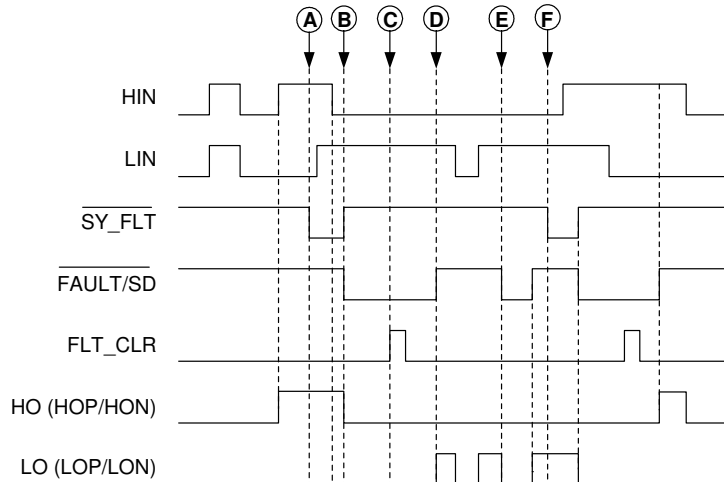 A B C D E F
HIN
LIN
SY_FLT
FAULT/SD
FLT_CLR
HO (HOP/HON)
LO (LOP/LON)